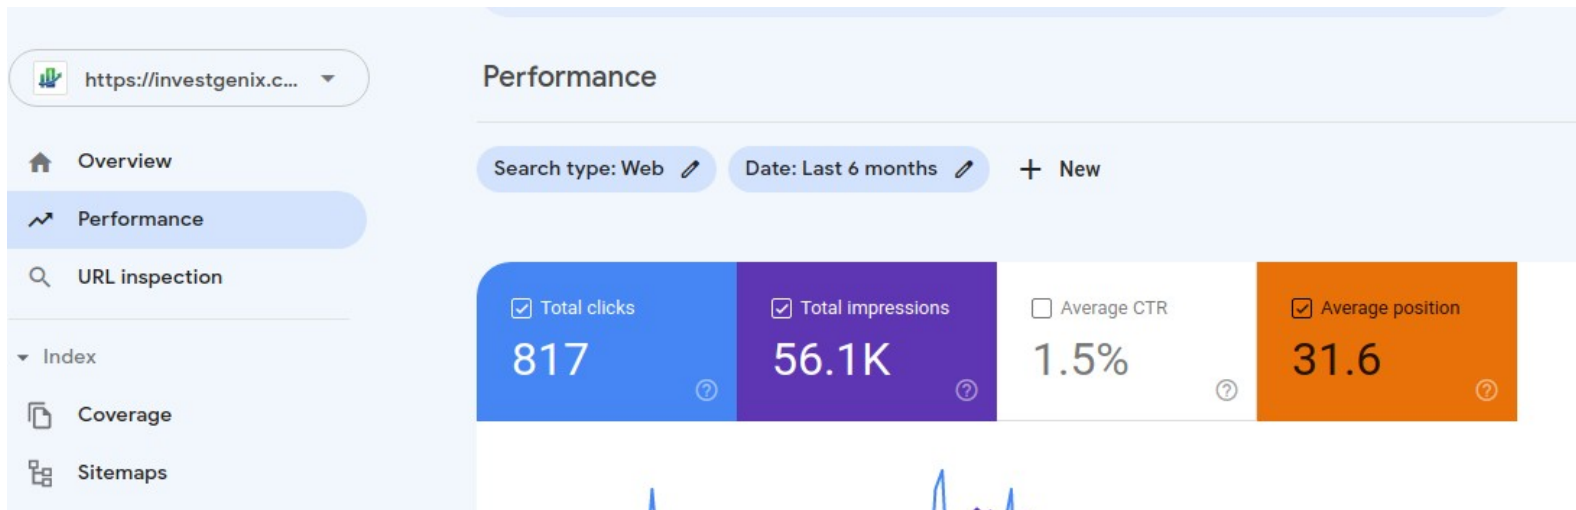 https://investgenix.c...
Overview
Performance
URL inspection
Index
Coverage
Sitemaps
Performance
Search type: Web
Date: Last 6 months
+ New
Total clicks
817
Total impressions
56.1K
Average CTR
1.5%
Average position
31.6